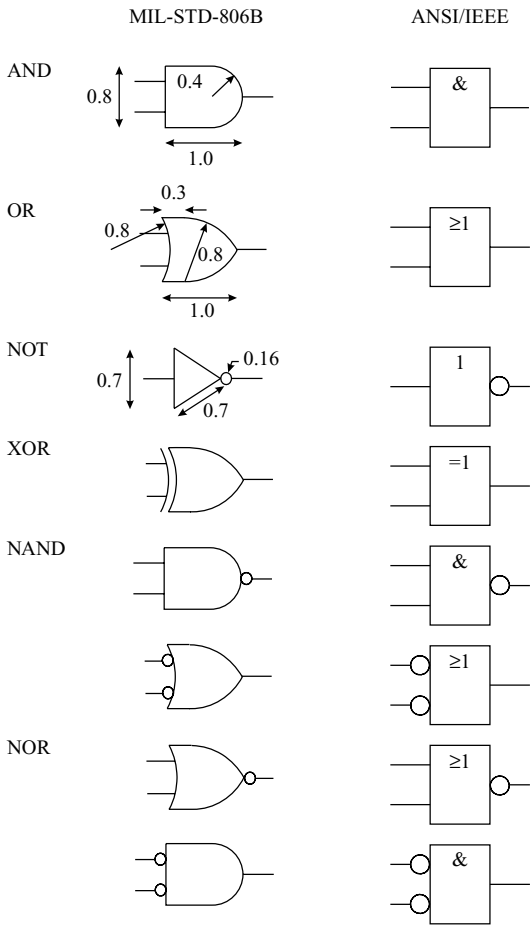 MIL-STD-806B ANSI/IEEE
AND
0.8
0.4
1.0
&
OR
0.3
0.8
0.8
1.0
≥1
NOT
0.7
0.16
0.7
1
XOR
=1
NAND
&
≥1
NOR
≥1
&